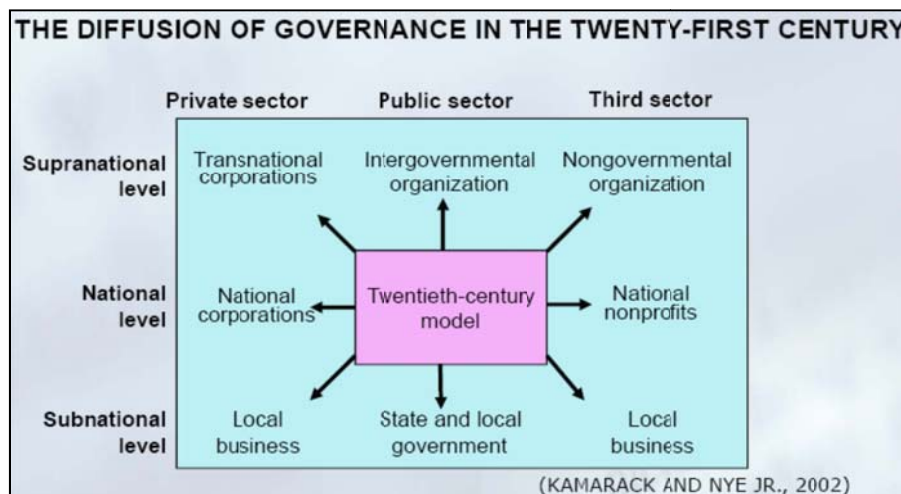 THE DIFFUSION OF GOVERNANCE IN THE TWENTY-FIRST CENTURY
Private sector Public sector Third sector
Supranational level
Transnational corporations
Intergovernmental organization
Nongovernmental organization
National level
National corporations
Twentieth-century model
National nonprofits
Subnational level
Local business
State and local government
Local business
(KAMARACK AND NYE JR., 2002)